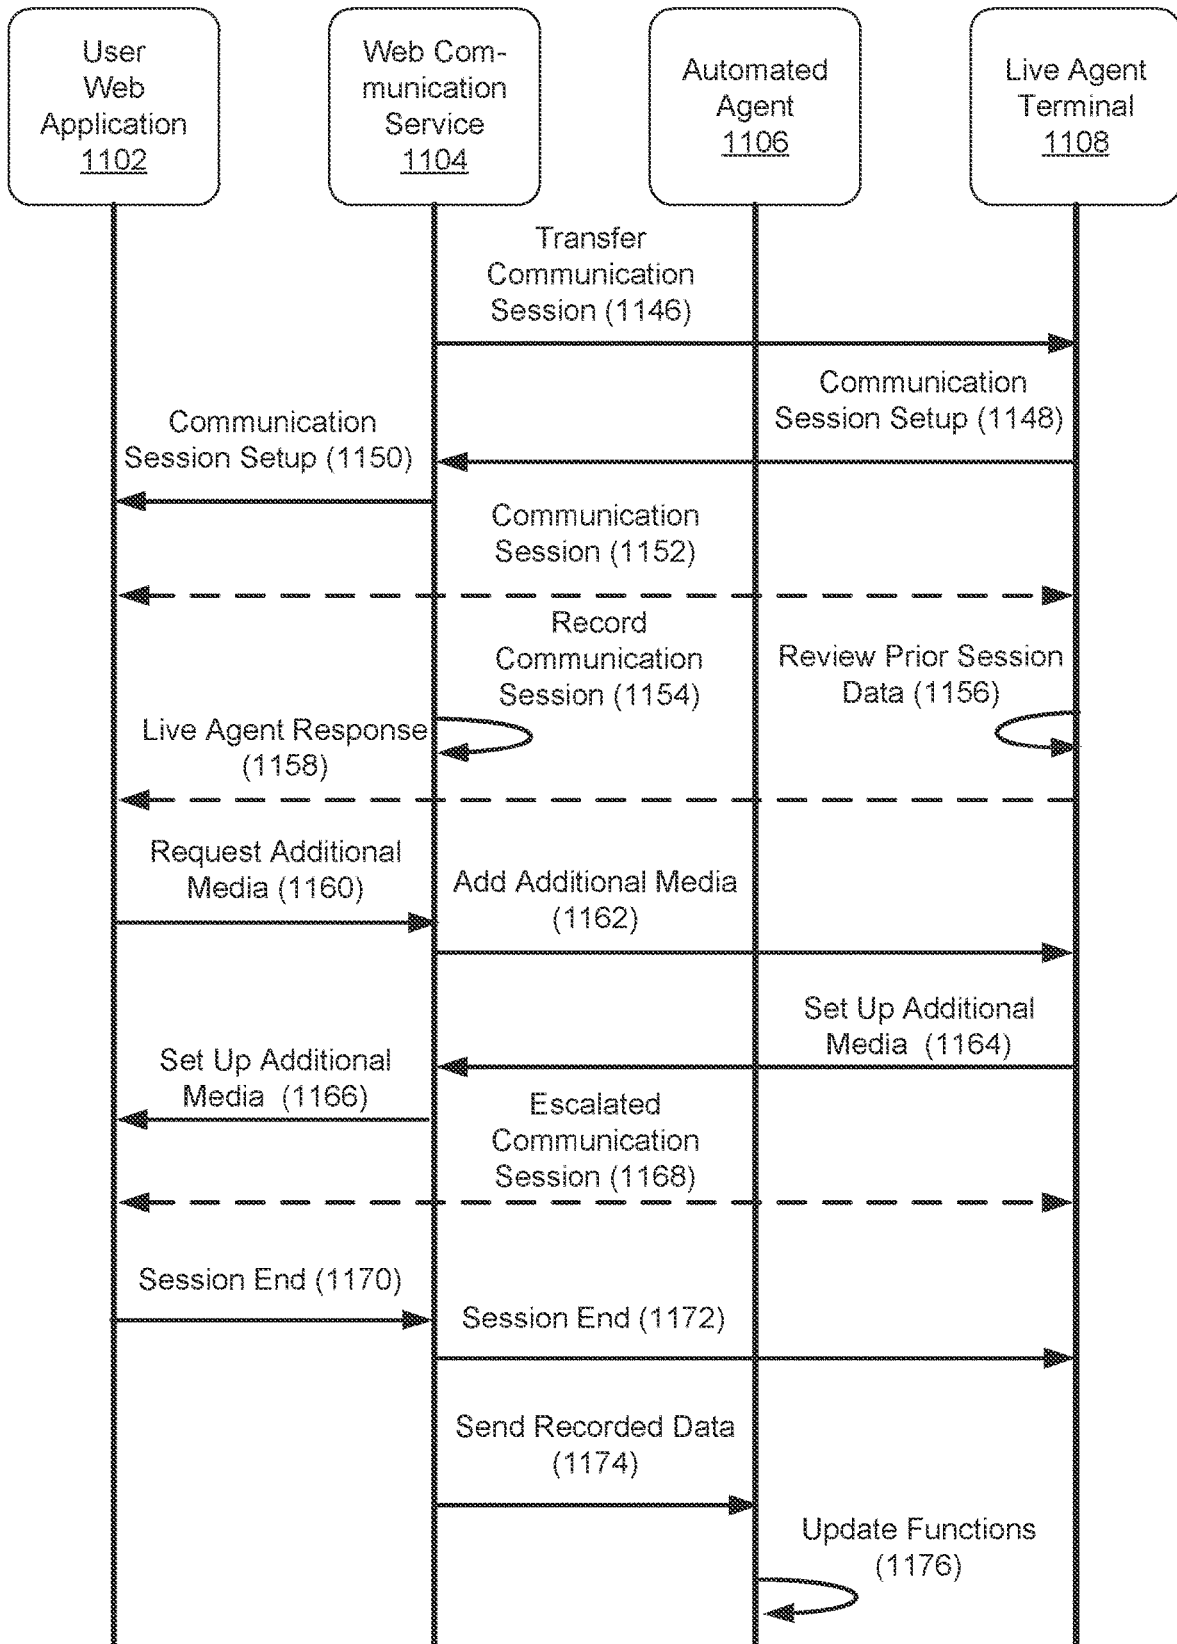 User
Web
Application
1102
Web Com-
munication
Service
1104
Automated
Agent
1106
Live Agent
Terminal
1108
Transfer
Communication
Session (1146)
Communication
Session Setup (1148)
Communication
Session Setup (1150)
Communication
Session (1152)
Record
Communication
Session (1154)
Review Prior Session
Data (1156)
Live Agent Response
(1158)
Request Additional
Media (1160)
Add Additional Media
(1162)
Set Up Additional
Media (1164)
Set Up Additional
Media (1166)
Escalated
Communication
Session (1168)
Session End (1170)
Session End (1172)
Send Recorded Data
(1174)
Update Functions
(1176)